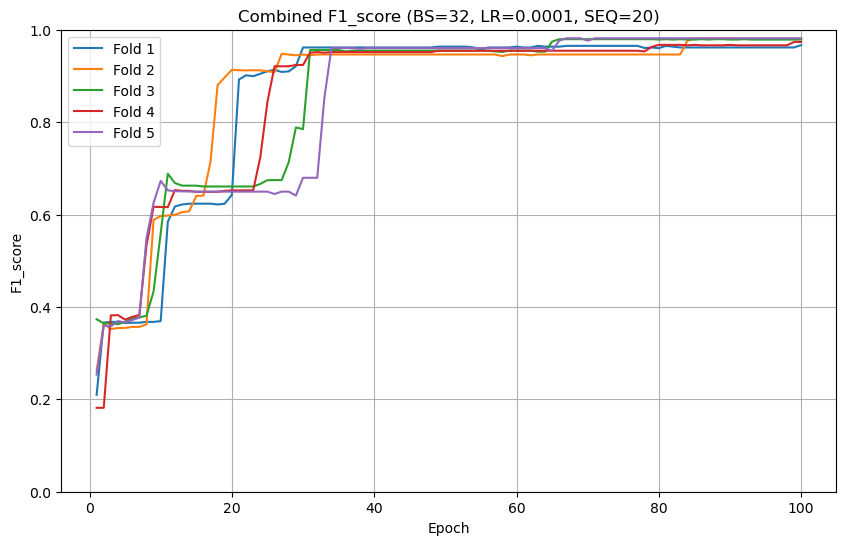 Combined F1_score (BS=32, LR=0.0001, SEQ=20)
Fold 1
Fold 2
Fold 3
Fold 4
Fold 5
1.0
0.8
0.6
0.4
0.2
0.0
F1_score
0 20 40 60 80 100
Epoch